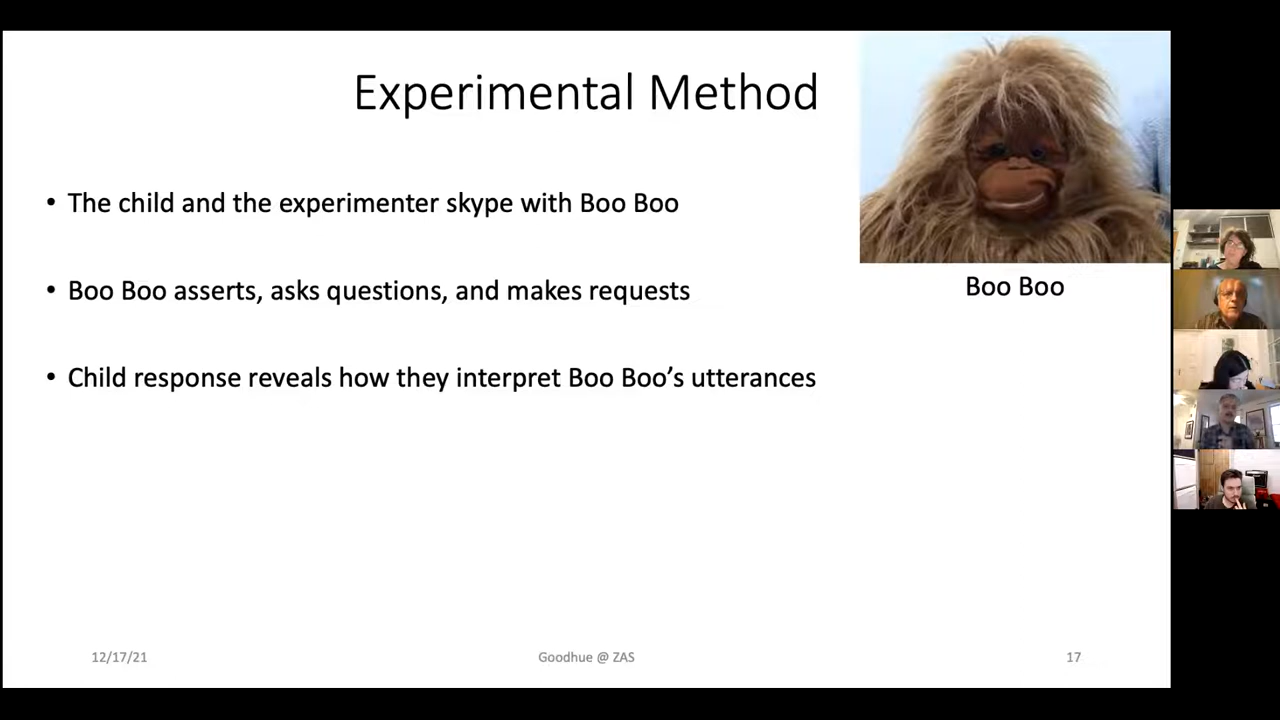 Experimental Method
• The child and the experimenter skype with Boo Boo
• Boo Boo asserts, asks questions, and makes requests
• Child response reveals how they interpret Boo Boo’s utterances
Boo Boo
12/17/21
Goodhue @ ZAS
17